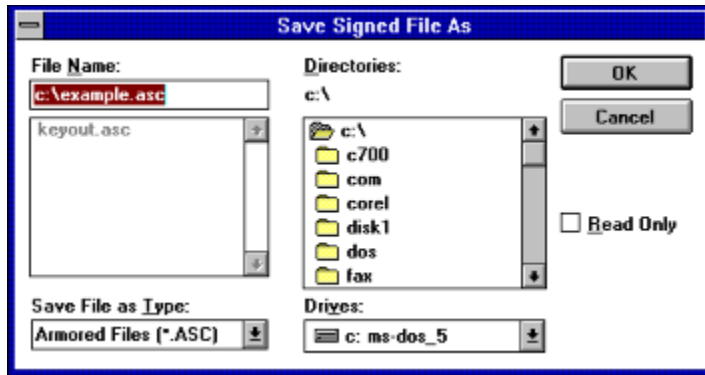 Save Signed File As
File Name:
c:\example.asc
keyout.asc
Save File as Type:
Armored Files (*.ASC)
Directories:
c:\
c:\
c700
com
corel
disk1
dos
fax
Drives:
c: ms-dos_5
OK
Cancel
Read Only